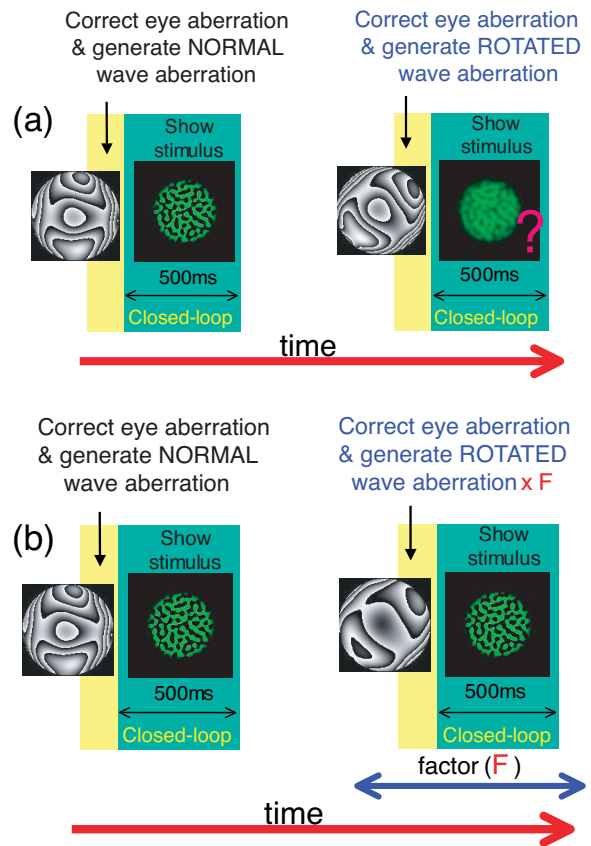 Correct eye aberration
& generate NORMAL
wave aberration
Correct eye aberration
& generate ROTATED
wave aberration
(a)
Show
stimulus
500ms
Closed-loop
Show
stimulus
?
500ms
Closed-loop
time
Correct eye aberration
& generate NORMAL
wave aberration
Correct eye aberration
& generate ROTATED
wave aberration x F
(b)
Show
stimulus
500ms
Closed-loop
Show
stimulus
500ms
Closed-loop
factor (F)
time